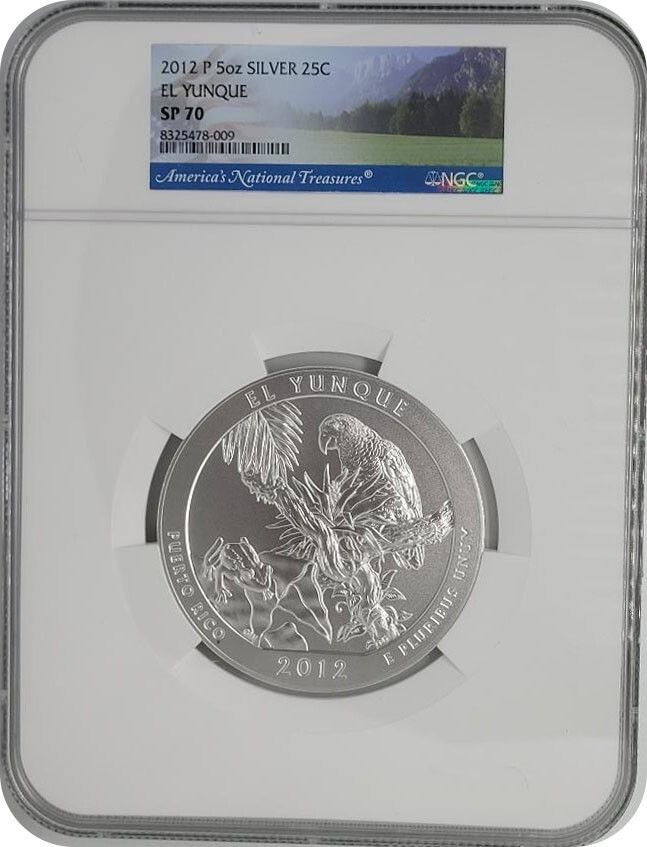 2012 P 5oz SILVER 25C
EL YUNQUE
SP 70
8325478-009
America's National Treasures®
NGC®
EL YUNQUE
PUERTO RICO
2012
E PLURIBUS UNUM